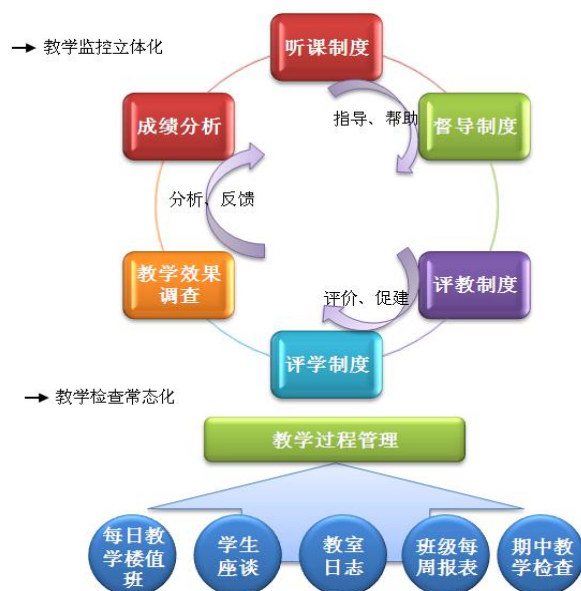 教学监控立体化
听课制度
成绩分析
指导、帮助
督导制度
分析、反馈
教学效果
调查
评教制度
评价、促建
评学制度
教学检查常态化
教学过程管理
每日教
学楼值
班
学生
座谈
教室
日志
班级每
周报表
期中教
学检查